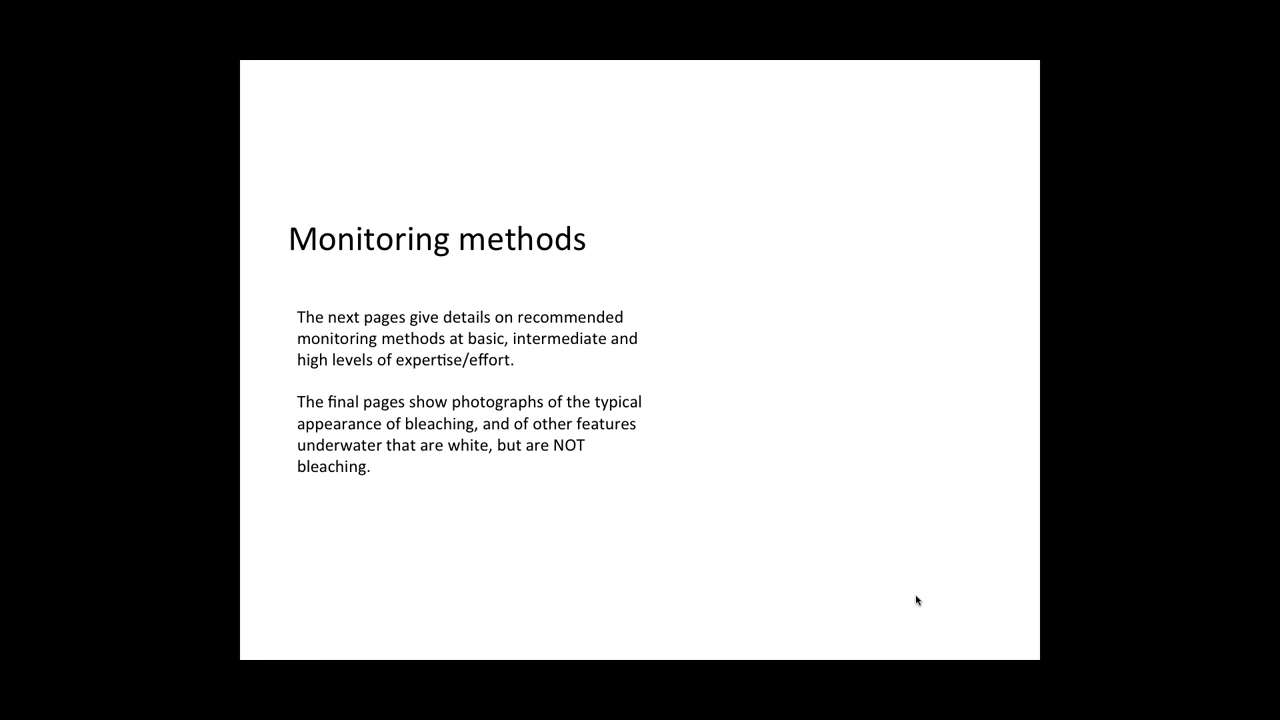 Monitoring methods
The next pages give details on recommended
monitoring methods at basic, intermediate and
high levels of expertise/effort.
The final pages show photographs of the typical
appearance of bleaching, and of other features
underwater that are white, but are NOT
bleaching.